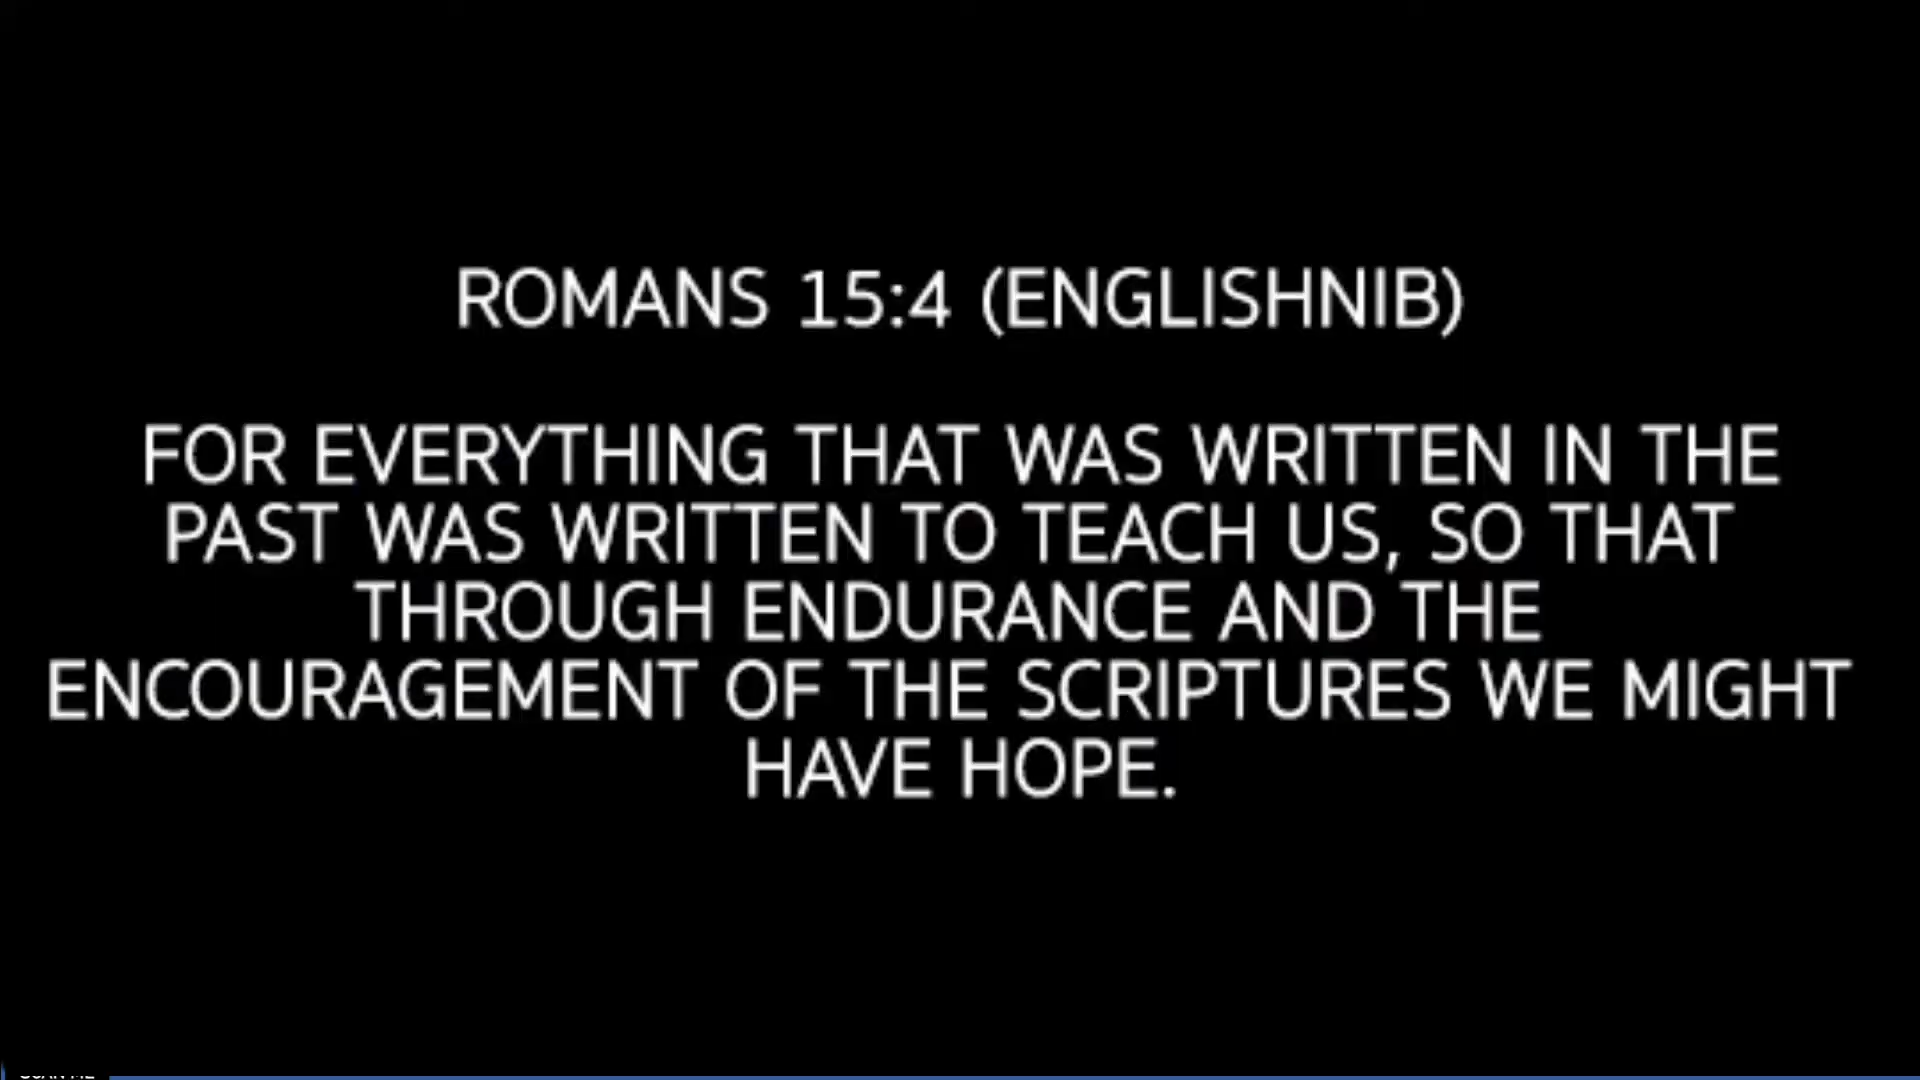 ROMANS 15:4 (ENGLISHNIB)
FOR EVERYTHING THAT WAS WRITTEN IN THE
PAST WAS WRITTEN TO TEACH US, SO THAT
THROUGH ENDURANCE AND THE
ENCOURAGEMENT OF THE SCRIPTURES WE MIGHT
HAVE HOPE.